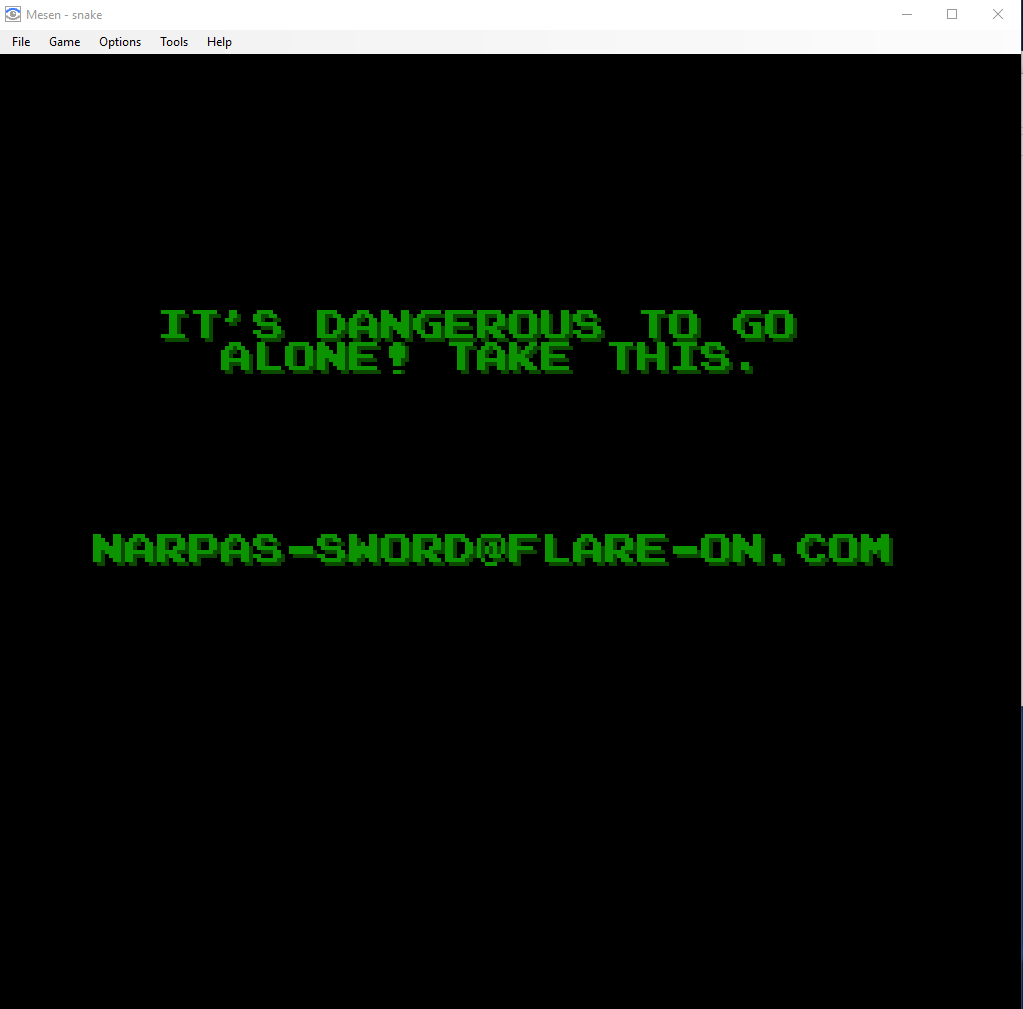 Mesen - snake
File Game Options Tools Help
IT'S DANGEROUS TO GO
ALONE! TAKE THIS.
NARPAS-SWORD@FLARE-ON.COM